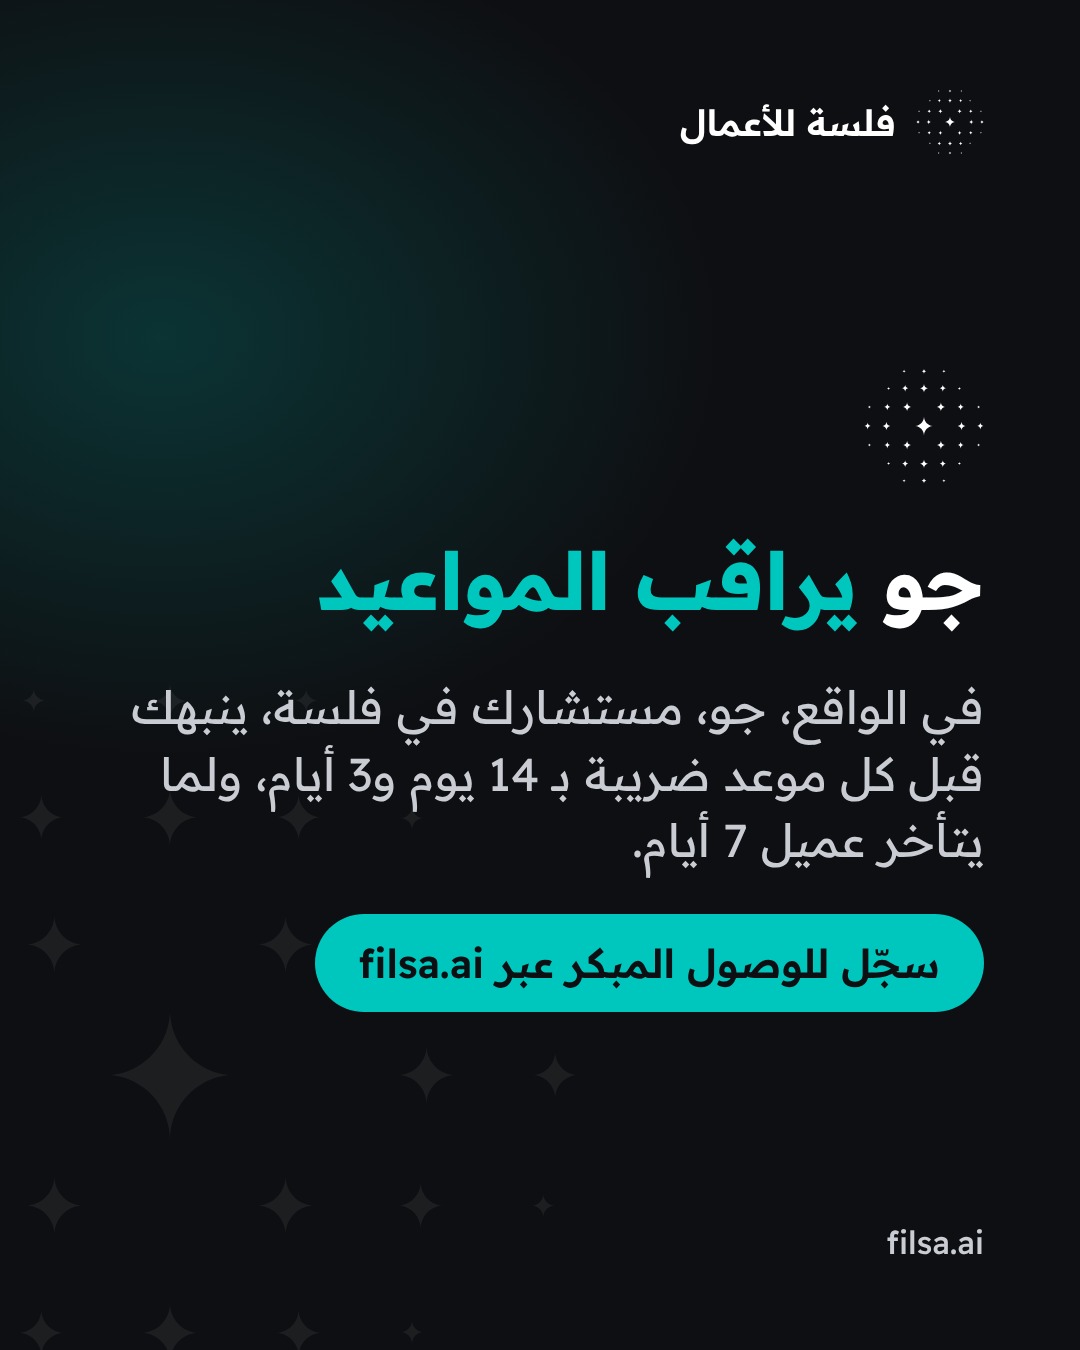 فلسة للأعمال
جو يراقب المواعيد
في الواقع، جو، مستشارك في فلسة، ينبهك
قبل كل موعد ضريبة بـ 14 يوم و3 أيام، ولما
يتأخر عميل 7 أيام.
سجّل للوصول المبكر عبر filsa.ai
filsa.ai